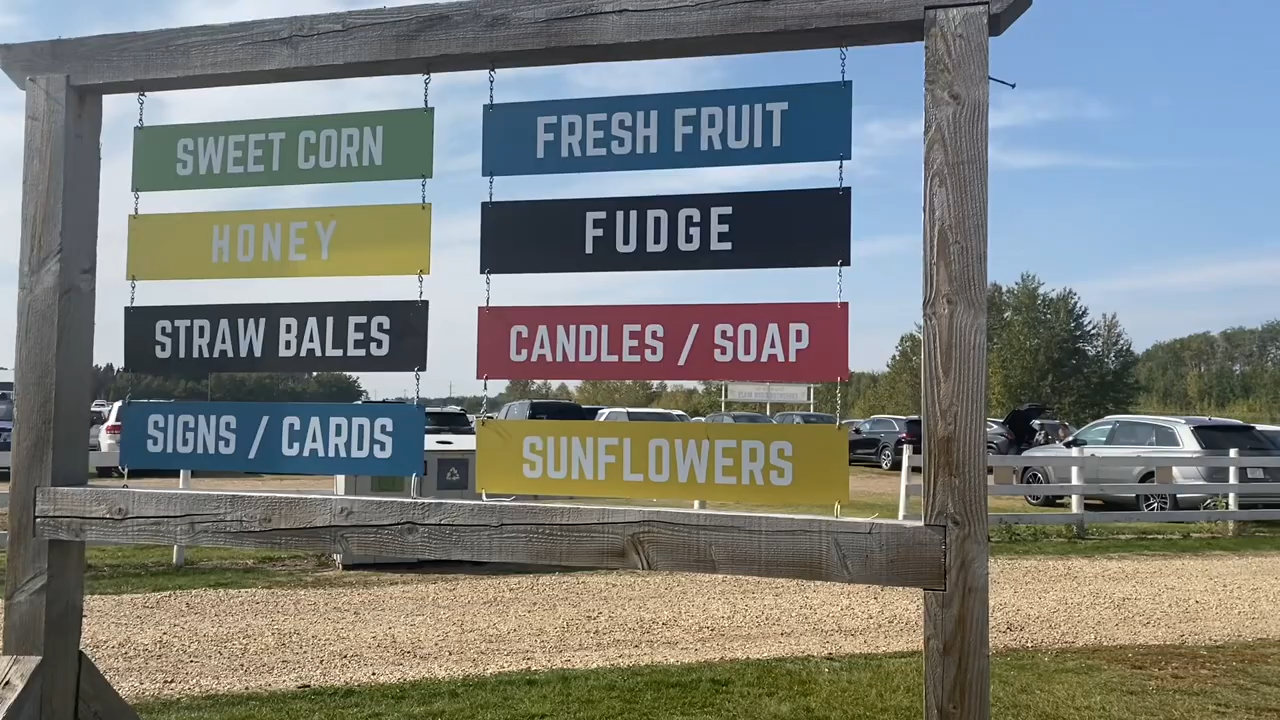 SWEET CORN
HONEY
STRAW BALES
SIGNS / CARDS
FRESH FRUIT
FUDGE
CANDLES / SOAP
SUNFLOWERS